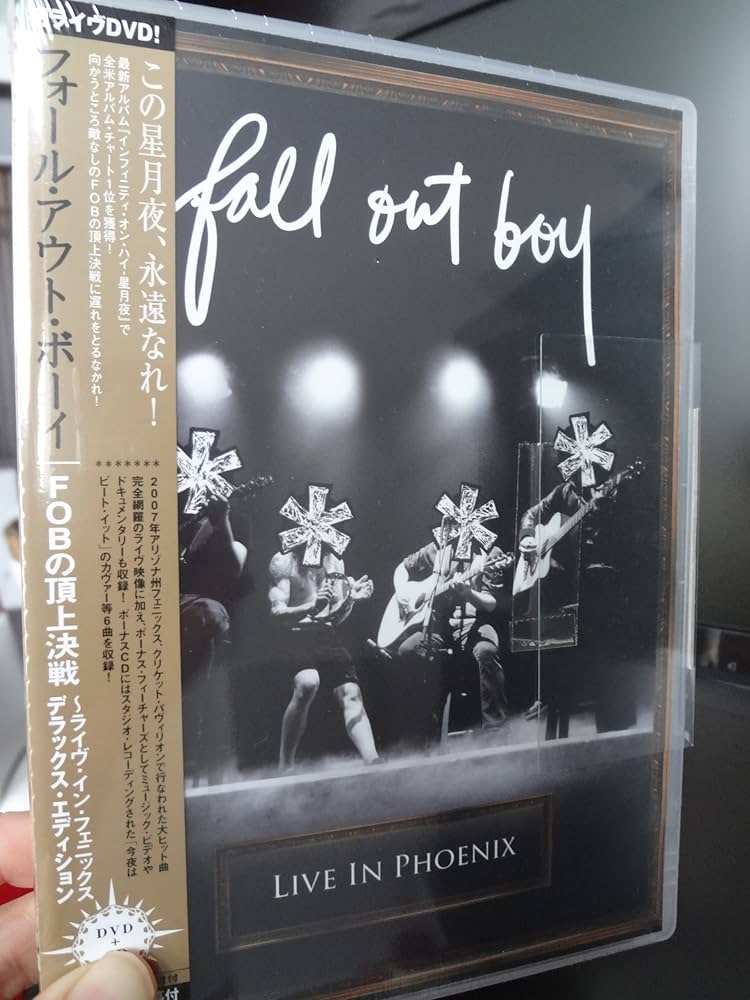 ライヴDVD!
フォール・アウト・ボーイ
FOBの頂上決戦
~ライヴ・イン・フェニックス
デラックス・エディション
この星月夜、永遠なれ!
最新アルバム『インフィニティ・オン・ハイ-星月夜』で
全米アルバム・チャート1位を獲得!
向かうところ敵なしのFOBの頂上決戦に遅れをとるなかれ!
*******
2007年アリゾナ州フェニックス、クリケット・パヴィリオンで行なわれた大ヒット曲
完全網羅のライヴ映像に加え、ボーナス・フィーチャーズとしてミュージック・ビデオや
ドキュメンタリーも収録! ボーナスCDにはスタジオ・レコーディングされた「今夜は
ビート・イット」のカヴァー等6曲を収録!
DVD
+
付
fall out boy
LIVE IN PHOENIX